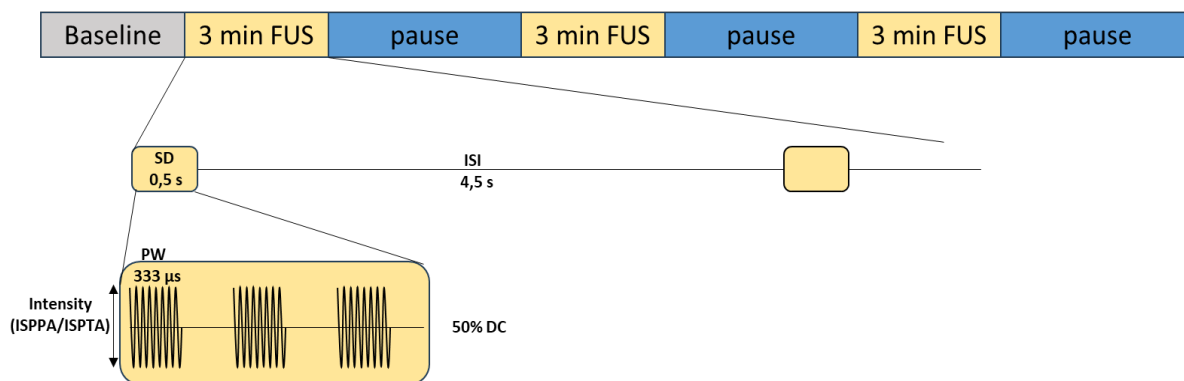 Baseline
3 min FUS
pause
3 min FUS
pause
3 min FUS
pause
SD
0,5 s
ISI
4,5 s
PW
333 µs
Intensity
(ISPPA/ISPTA)
50% DC